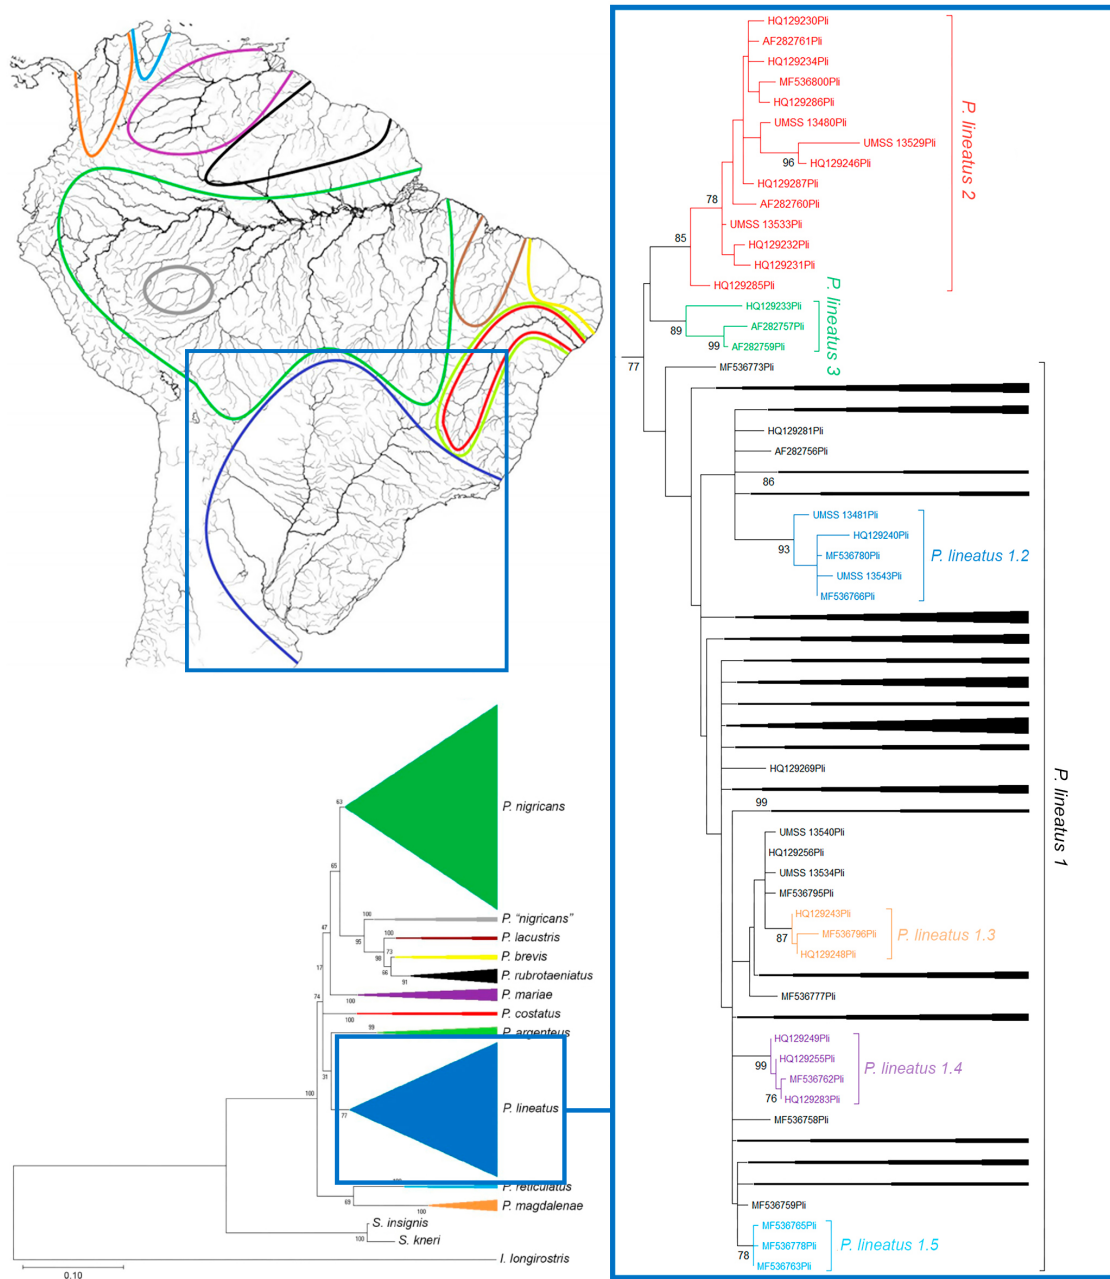 HQ129230Pli
AF282761Pli
HQ129234Pli
MF536800Pli
HQ129286Pli
UMSS 13480Pli
UMSS 13529Pli
96
HQ129246Pli
HQ129287Pli
78
AF282760Pli
UMSS 13533Pli
85
HQ129232Pli
HQ129231Pli
HQ129285Pli
P. lineatus 2
HQ129233Pli
89
AF282757Pli
99
AF282759Pli
P. lineatus 3
77
MF536773Pli
HQ129281Pli
AF282756Pli
86
UMSS 13481Pli
HQ129240Pli
93
MF536780Pli
P. lineatus 1.2
UMSS 13543Pli
MF536766Pli
HQ129269Pli
99
P. lineatus 1
UMSS 13540Pli
HQ129256Pli
UMSS 13534Pli
MF536795Pli
HQ129243Pli
87
MF536796Pli
P. lineatus 1.3
HQ129248Pli
MF536777Pli
HQ129249Pli
99
HQ129255Pli
P. lineatus 1.4
MF536762Pli
76
HQ129283Pli
MF536758Pli
MF536759Pli
MF536765Pli
78
MF536778Pli
P. lineatus 1.5
MF536763Pli
63
P. nigricans
65
100
P. "nigricans"
95
100
P. lacustris
47
98
73
P. brevis
66
P. rubrotaeniatus
91
17
P. mariae
100
74
P. costatus
100
99
P. argenteus
31
100
77
P. lineatus
P. reticulatus
69
P. magdalenae
100
S. insignis
100
S. kneri
I. longirostris
0.10